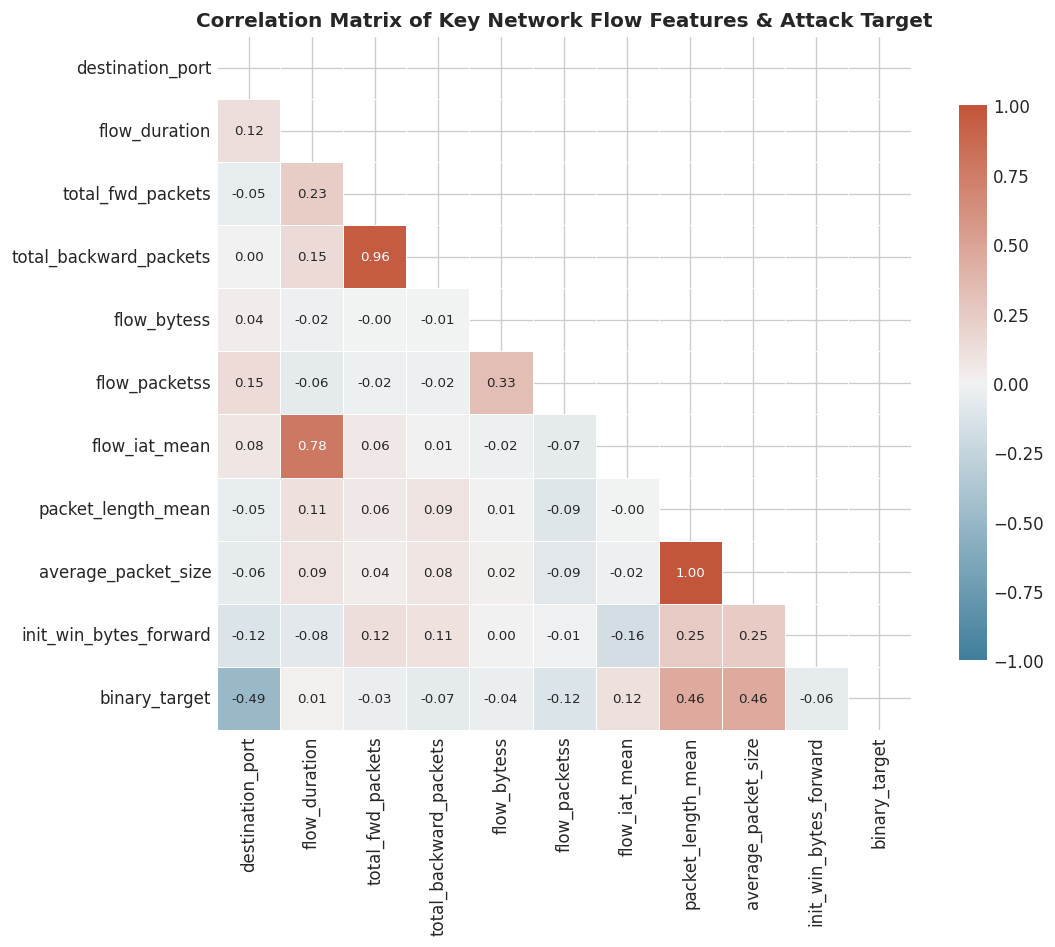 Correlation Matrix of Key Network Flow Features & Attack Target
destination_port
flow_duration 0.12
total_fwd_packets -0.05 0.23
total_backward_packets 0.00 0.15 0.96
flow_bytess 0.04 -0.02 -0.00 -0.01
flow_packetss 0.15 -0.06 -0.02 -0.02 0.33
flow_iat_mean 0.08 0.78 0.06 0.01 -0.02 -0.07
packet_length_mean -0.05 0.11 0.06 0.09 0.01 -0.09 -0.00
average_packet_size -0.06 0.09 0.04 0.08 0.02 -0.09 -0.02 1.00
init_win_bytes_forward -0.12 -0.08 0.12 0.11 0.00 -0.01 -0.16 0.25 0.25
binary_target -0.49 0.01 -0.03 -0.07 -0.04 -0.12 0.12 0.46 0.46 -0.06
destination_port
flow_duration
total_fwd_packets
total_backward_packets
flow_bytess
flow_packetss
flow_iat_mean
packet_length_mean
average_packet_size
init_win_bytes_forward
binary_target
1.00
0.75
0.50
0.25
0.00
−0.25
−0.50
−0.75
−1.00